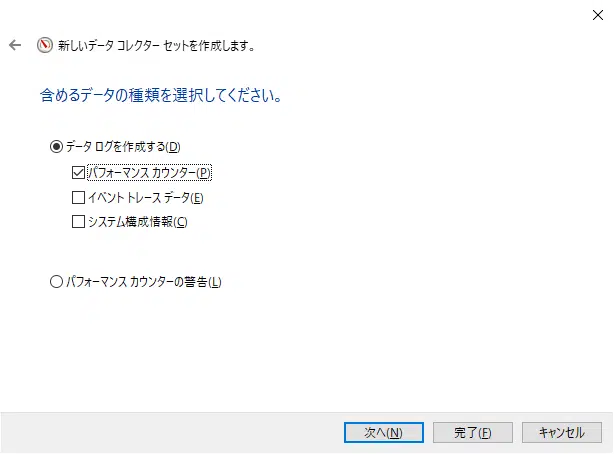 新しいデータ コレクター セットを作成します。
含めるデータの種類を選択してください。
データ ログを作成する(D)
パフォーマンス カウンター(P)
イベント トレース データ(E)
システム構成情報(C)
パフォーマンス カウンターの警告(L)
次へ(N)
完了(F)
キャンセル